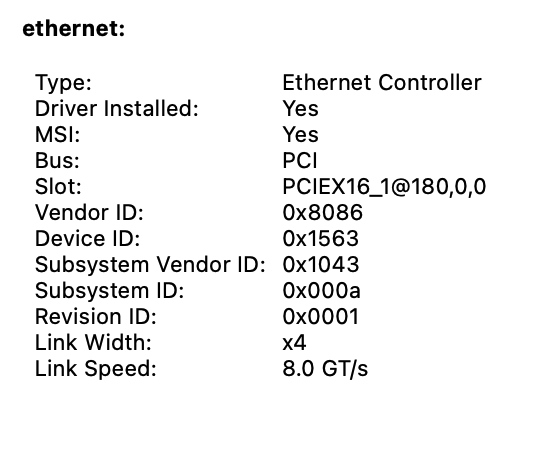 ethernet:
Type: Ethernet Controller
Driver Installed: Yes
MSI: Yes
Bus: PCI
Slot: PCIEX16_1@180,0,0
Vendor ID: 0x8086
Device ID: 0x1563
Subsystem Vendor ID: 0x1043
Subsystem ID: 0x000a
Revision ID: 0x0001
Link Width: x4
Link Speed: 8.0 GT/s